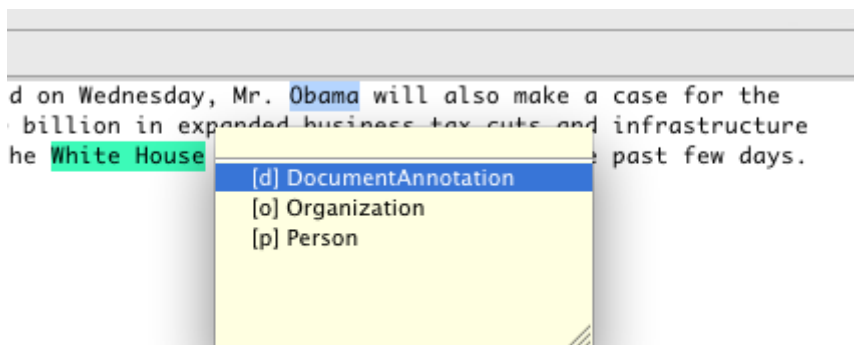 d on Wednesday, Mr. Obama will also make a case for the
billion in expanded business tax cuts and infrastructure
he White House past few days.
[d] DocumentAnnotation
[o] Organization
[p] Person